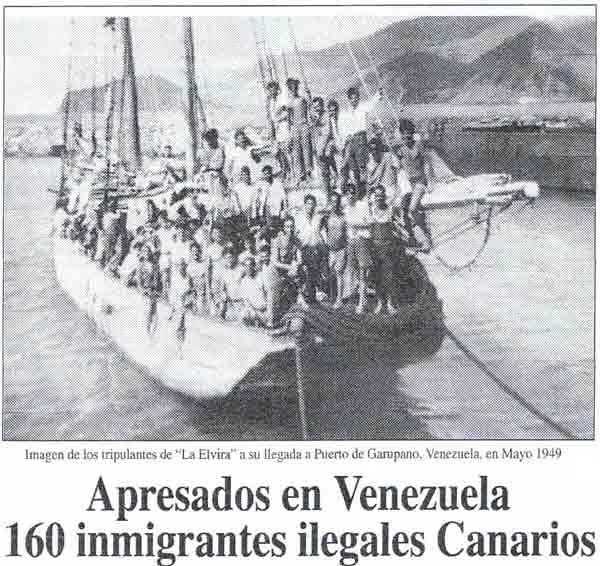 Imagen de los tripulantes de “La Elvira” a su llegada a Puerto de Garupano, Venezuela, en Mayo 1949
Apresados en Venezuela
160 inmigrantes ilegales Canarios